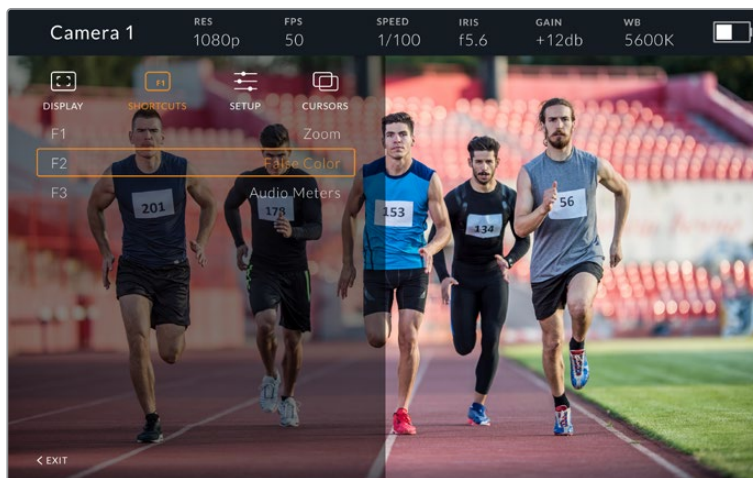 Camera 1
RES FPS SPEED IRIS GAIN WB
1080p 50 1/100 f5.6 +12db 5600K
F1
DISPLAY SHORTCUTS SETUP CURSORS
F1 Zoom
F2 False Color
F3 Audio Meters
201 178 153 134 56
EXIT